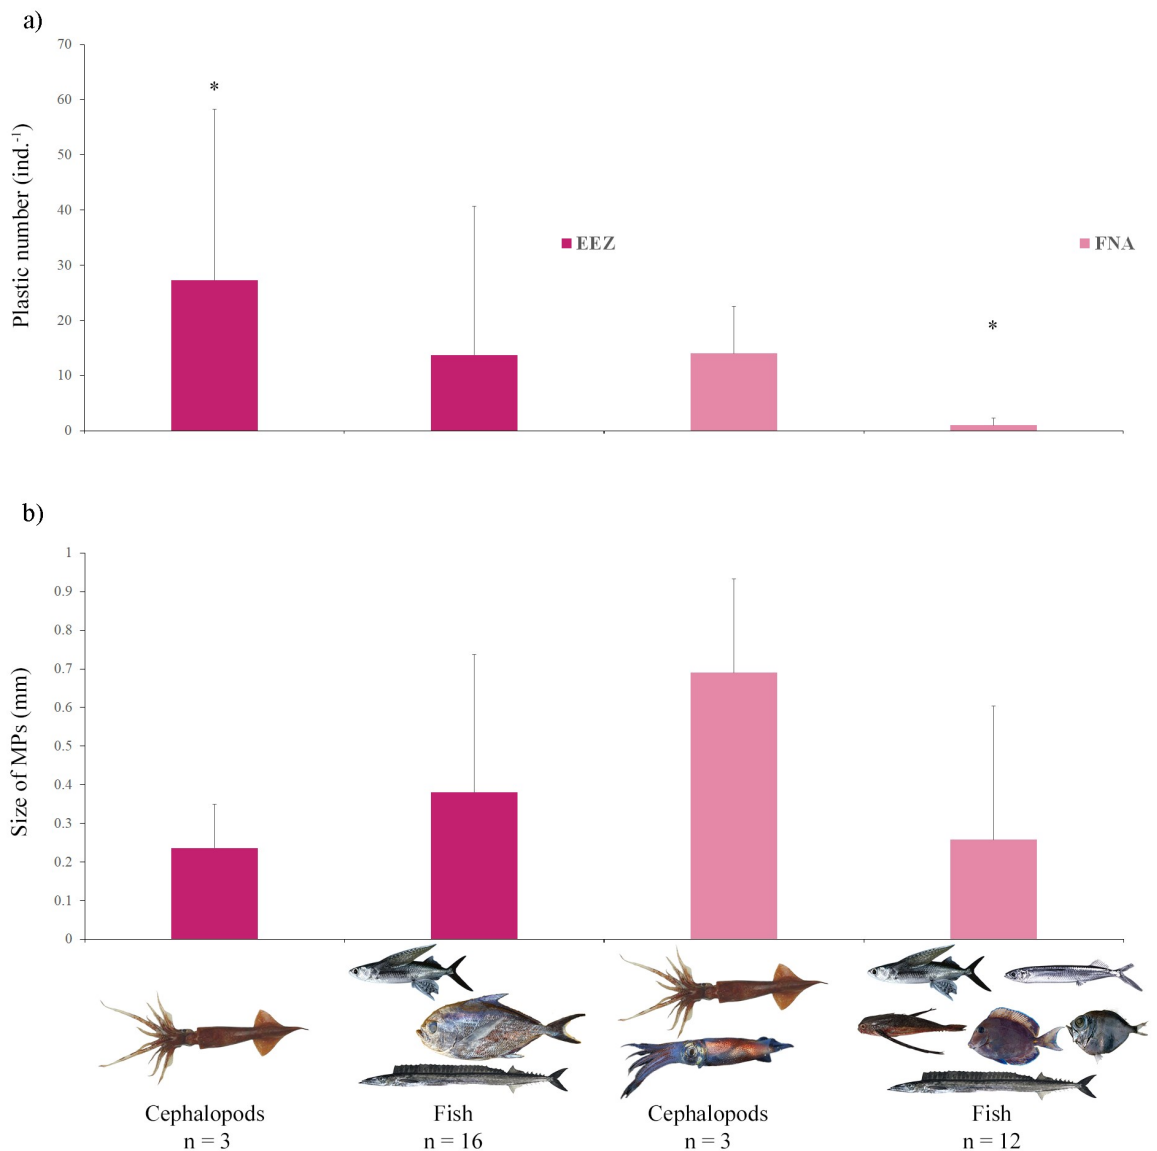 a)
70
60
50
40
30
20
10
0
Plastic number (ind.-1)
*
EEZ
FNA
*
b)
1
0.9
0.8
0.7
0.6
0.5
0.4
0.3
0.2
0.1
0
Size of MPs (mm)
Cephalopods
n = 3
Fish
n = 16
Cephalopods
n = 3
Fish
n = 12